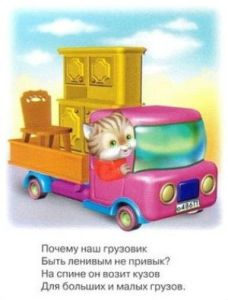 Почему наш грузовик
Быть ленивым не привык?
На спине он возит кузов
Для больших и малых грузов.